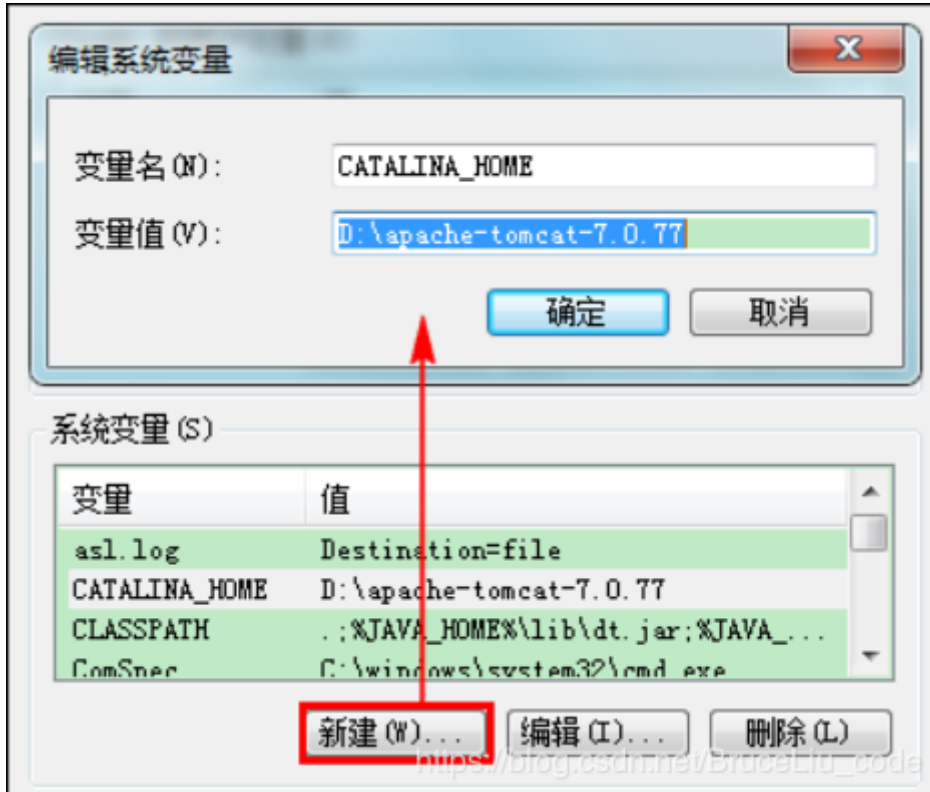 编辑系统变量
变量名(N): CATALINA_HOME
变量值(V): D:\apache-tomcat-7.0.77
确定 取消
系统变量(S)
变量 值
asl.log Destination=file
CATALINA_HOME D:\apache-tomcat-7.0.77
CLASSPATH .;%JAVA_HOME%\lib\dt.jar;%JAVA_...
ComSpec C:\windows\system32\cmd.exe
新建(W)... 编辑(I)... 删除(L)
https://blog.csdn.net/BruceLiu_code